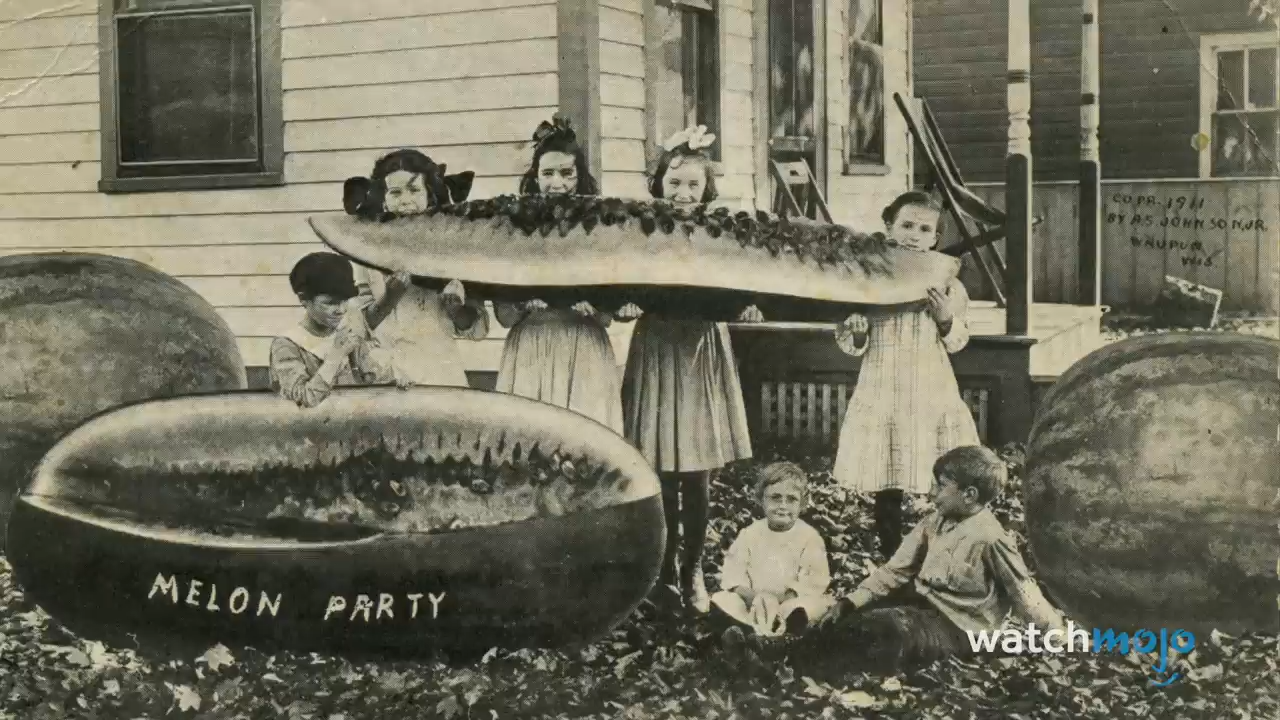 COPR. 1911
BY A.S. JOHNSON, JR.
WAUPUN,
WIS
MELON PARTY
watchmojo